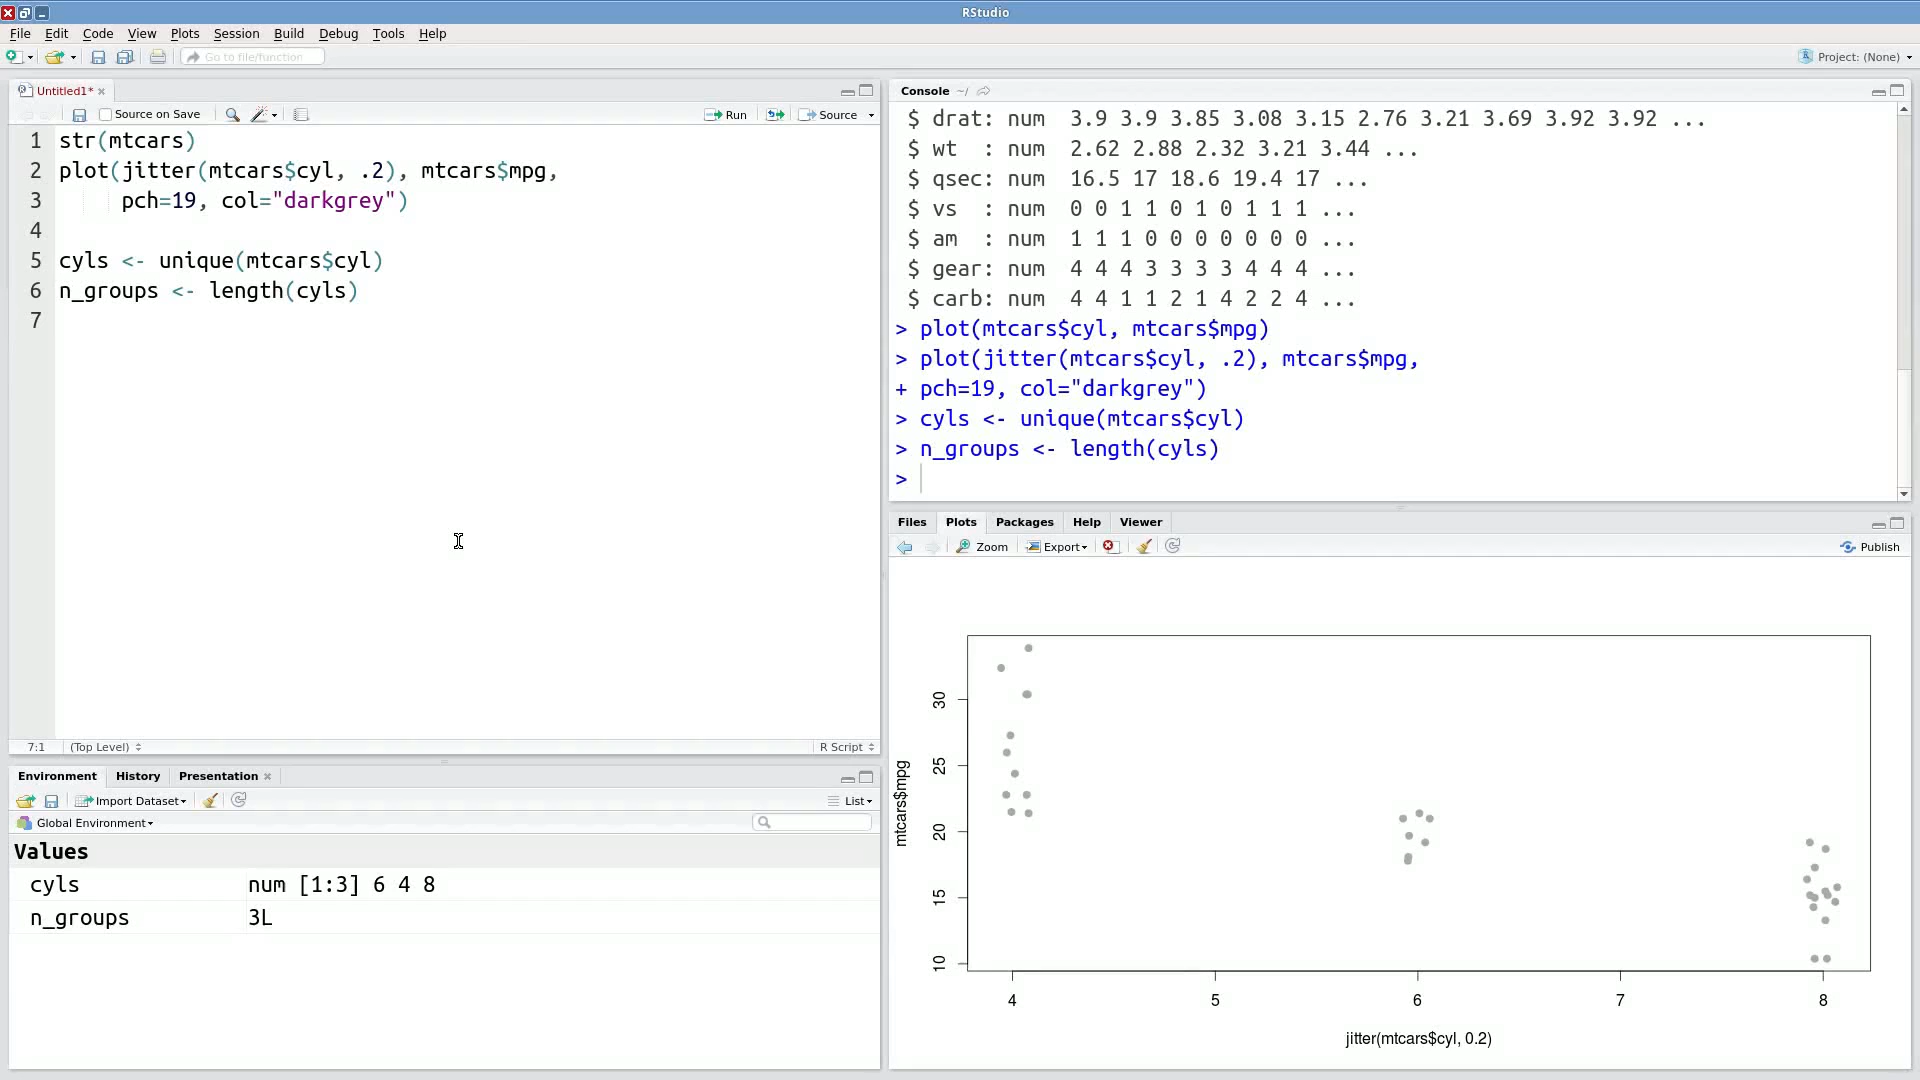 RStudio
File Edit Code View Plots Session Build Debug Tools Help
Go to file/function
Project: (None)
Untitled1*
Source on Save
Run
Source
1 str(mtcars)
2 plot(jitter(mtcars$cyl, .2), mtcars$mpg,
3 pch=19, col="darkgrey")
4
5 cyls <- unique(mtcars$cyl)
6 n_groups <- length(cyls)
7
7:1 (Top Level) R Script
Environment History Presentation
Import Dataset
List
Global Environment
Values
cyls num [1:3] 6 4 8
n_groups 3L
Console ~/
$ drat: num 3.9 3.9 3.85 3.08 3.15 2.76 3.21 3.69 3.92 3.92 ...
$ wt : num 2.62 2.88 2.32 3.21 3.44 ...
$ qsec: num 16.5 17 18.6 19.4 17 ...
$ vs : num 0 0 1 1 0 1 0 1 1 1 ...
$ am : num 1 1 1 0 0 0 0 0 0 0 ...
$ gear: num 4 4 4 3 3 3 3 4 4 4 ...
$ carb: num 4 4 1 1 2 1 4 2 2 4 ...
> plot(mtcars$cyl, mtcars$mpg)
> plot(jitter(mtcars$cyl, .2), mtcars$mpg,
+ pch=19, col="darkgrey")
> cyls <- unique(mtcars$cyl)
> n_groups <- length(cyls)
>
Files Plots Packages Help Viewer
Zoom Export Publish
mtcars$mpg
30
25
20
15
10
4 5 6 7 8
jitter(mtcars$cyl, 0.2)